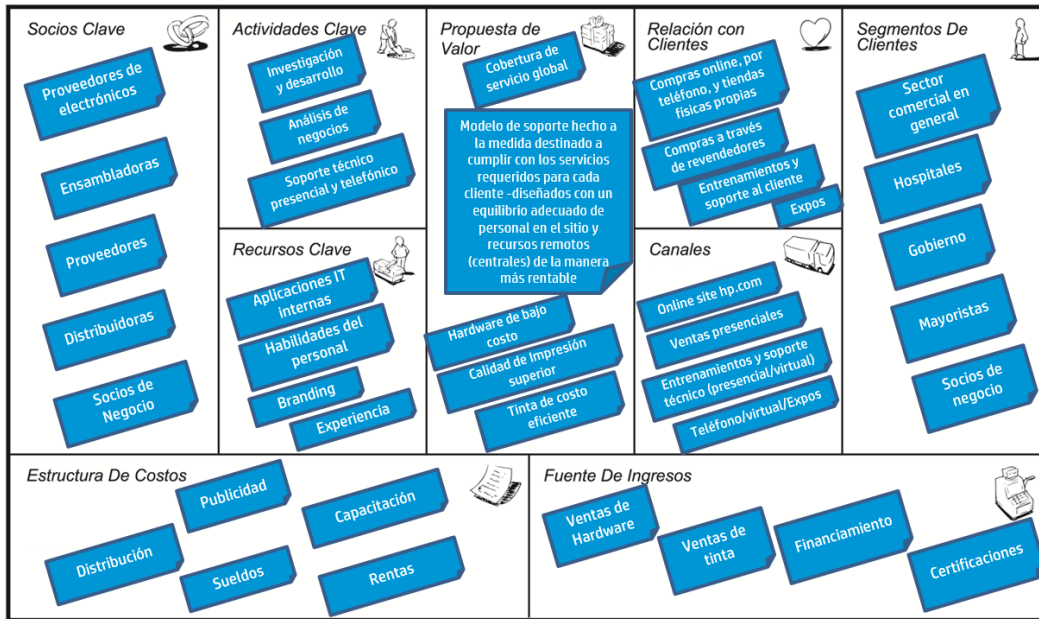 Socios Clave
Proveedores de
electrónicos
Ensambladoras
Proveedores
Distribuidoras
Socios de
Negocio
Actividades Clave
Investigación
y desarrollo
Análisis de
negocios
Soporte técnico
presencial y telefónico
Recursos Clave
Aplicaciones IT
internas
Habilidades del
personal
Branding
Experiencia
Propuesta de
Valor
Cobertura de
servicio global
Modelo de soporte hecho a
la medida destinado a
cumplir con los servicios
requeridos para cada
cliente -diseñados con un
equilibrio adecuado de
personal en el sitio y
recursos remotos
(centrales) de la manera
más rentable
Hardware de bajo
costo
Calidad de Impresión
superior
Tinta de costo
eficiente
Relación con
Clientes
Compras online, por
teléfono, y tiendas
físicas propias
Compras a través
de revendedores
Entrenamientos y
soporte al cliente
Expos
Canales
Online site hp.com
Ventas presenciales
Entrenamientos y soporte
técnico (presencial/virtual)
Teléfono/virtual/Expos
Segmentos De
Clientes
Sector
comercial en
general
Hospitales
Gobierno
Mayoristas
Socios de
negocio
Estructura De Costos
Publicidad
Capacitación
Distribución
Sueldos
Rentas
Fuente De Ingresos
Ventas de
Hardware
Ventas de
tinta
Financiamiento
Certificaciones